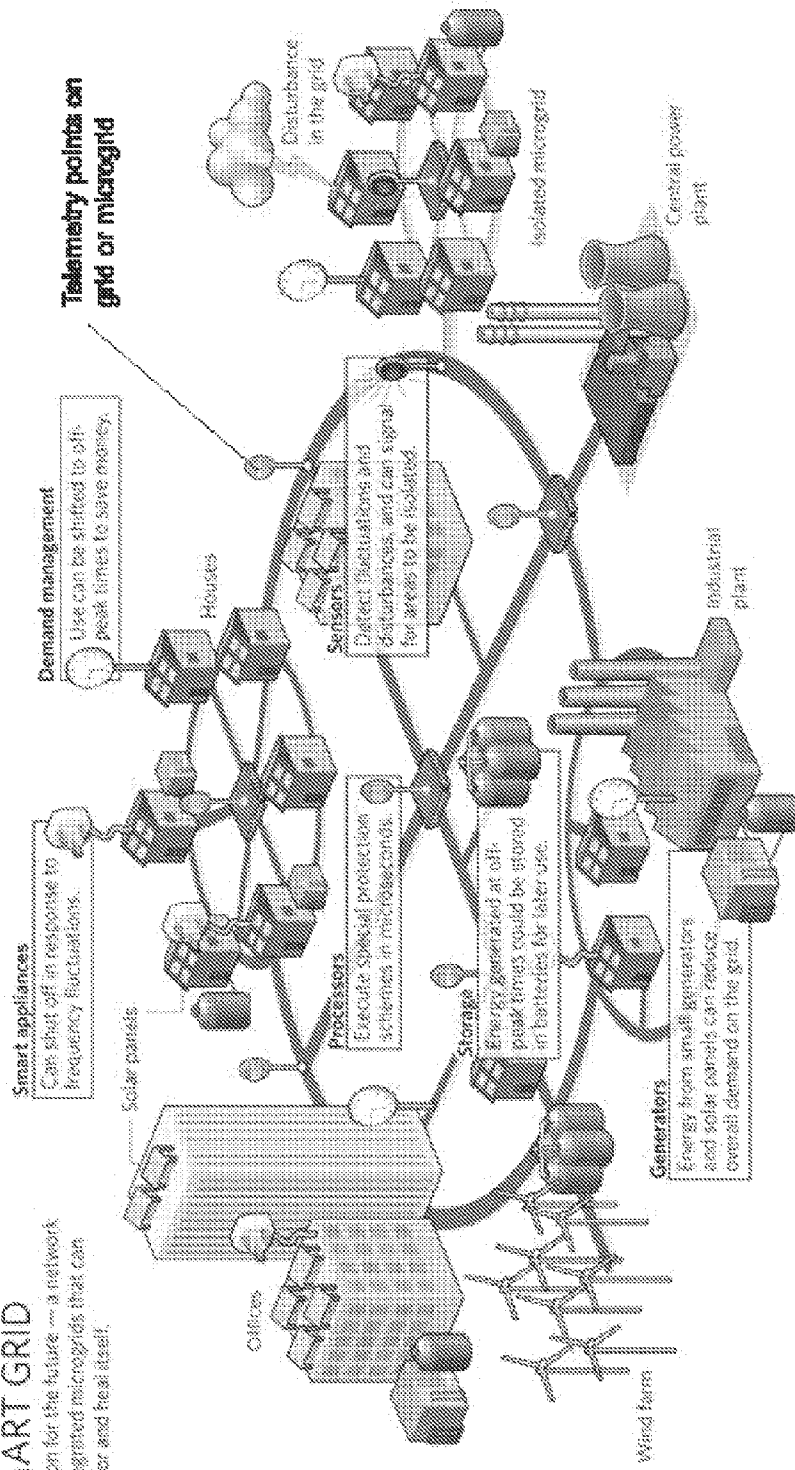 ART GRID
on for the future — a network
egrated microgrids that can
or and heal itself.
Smart appliances
Can shut off in response to
frequency fluctuations.
Demand management
Use can be shifted to off-
peak times to save money.
Telemetry points on
grid or microgrid
Solar panels
Houses
Offices
Processors
Execute special protection
schemes in microseconds.
Sensors
Detect fluctuations and
disturbances, and can signal
for areas to be isolated.
Disturbance
in the grid
Storage
Energy generated at off-
peak times could be stored
in batteries for later use.
Isolated microgrid
Wind farm
Generators
Energy from small generators
and solar panels can reduce
overall demand on the grid.
Industrial
plant
Central power
plant